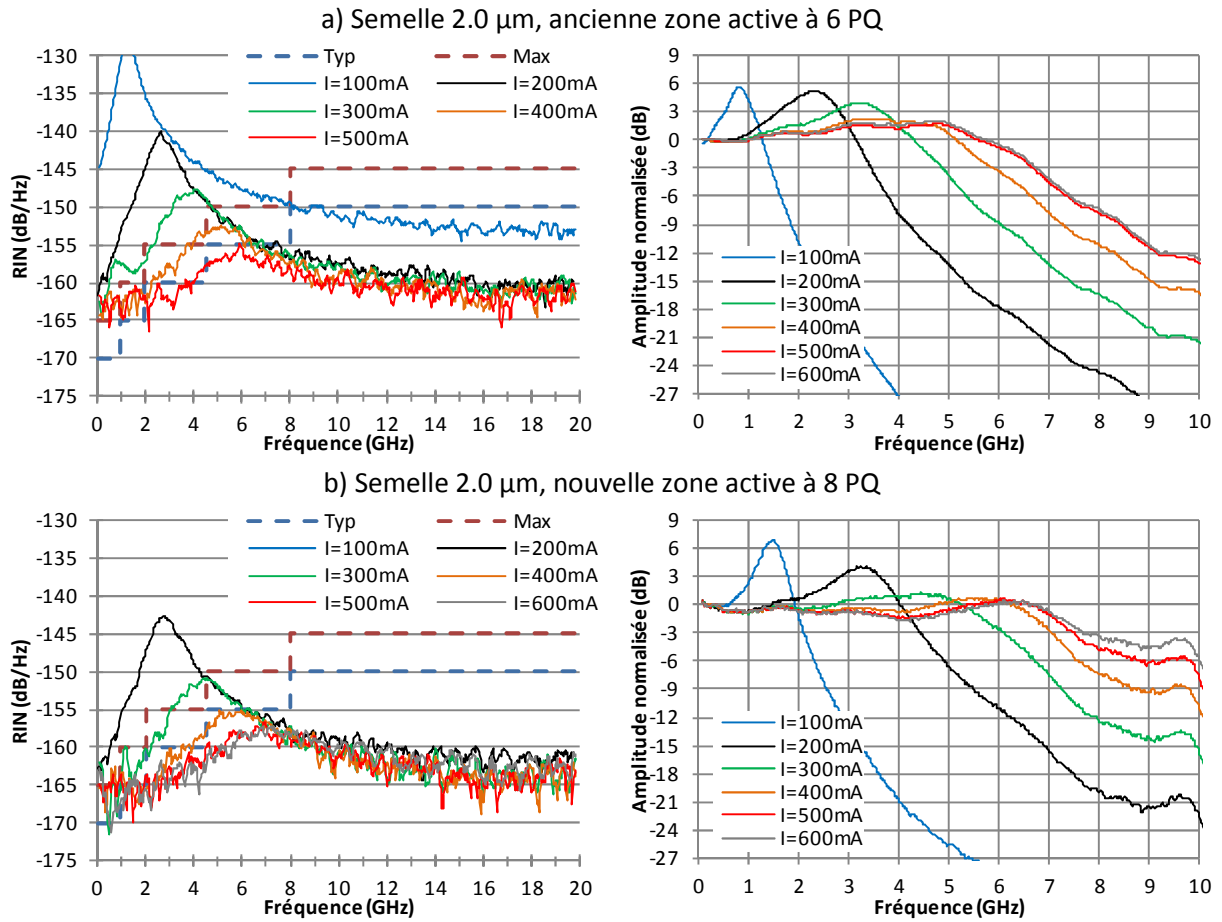 a) Semelle 2.0 µm, ancienne zone active à 6 PQ
RIN (dB/Hz)
-130
-135
-140
-145
-150
-155
-160
-165
-170
-175
Typ Max
I=100mA I=200mA
I=300mA I=400mA
I=500mA
0 2 4 6 8 10 12 14 16 18 20
Fréquence (GHz)
Amplitude normalisée (dB)
9
6
3
0
-3
-6
-9
-12
-15
-18
-21
-24
-27
I=100mA
I=200mA
I=300mA
I=400mA
I=500mA
I=600mA
0 1 2 3 4 5 6 7 8 9 10
Fréquence (GHz)
b) Semelle 2.0 µm, nouvelle zone active à 8 PQ
RIN (dB/Hz)
-130
-135
-140
-145
-150
-155
-160
-165
-170
-175
Typ Max
I=100mA I=200mA
I=300mA I=400mA
I=500mA I=600mA
0 2 4 6 8 10 12 14 16 18 20
Fréquence (GHz)
Amplitude normalisée (dB)
9
6
3
0
-3
-6
-9
-12
-15
-18
-21
-24
-27
I=100mA
I=200mA
I=300mA
I=400mA
I=500mA
I=600mA
0 1 2 3 4 5 6 7 8 9 10
Fréquence (GHz)